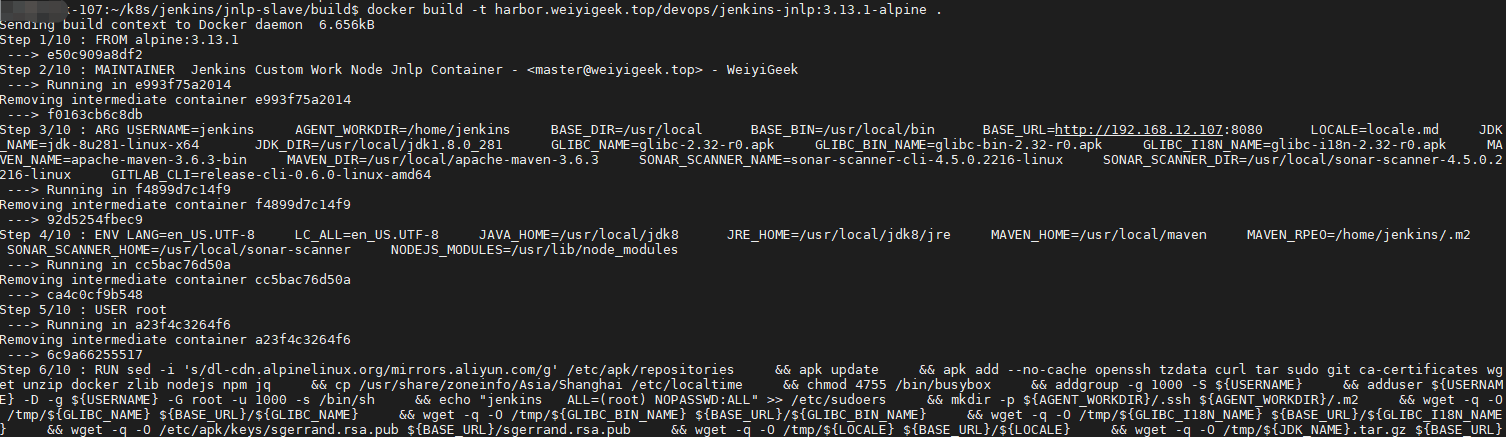 -107:~/k8s/jenkins/jnlp-slave/build$ docker build -t harbor.weiyigeek.top/devops/jenkins-jnlp:3.13.1-alpine .
Sending build context to Docker daemon  6.656kB
Step 1/10 : FROM alpine:3.13.1
 ---> e50c909a8df2
Step 2/10 : MAINTAINER  Jenkins Custom Work Node Jnlp Container - <master@weiyigeek.top> - WeiyiGeek
 ---> Running in e993f75a2014
Removing intermediate container e993f75a2014
 ---> f0163cb6c8db
Step 3/10 : ARG USERNAME=jenkins     AGENT_WORKDIR=/home/jenkins     BASE_DIR=/usr/local      BASE_BIN=/usr/local/bin      BASE_URL=http://192.168.12.107:8080      LOCALE=locale.md     JDK
_NAME=jdk-8u281-linux-x64       JDK_DIR=/usr/local/jdk1.8.0_281      GLIBC_NAME=glibc-2.32-r0.apk     GLIBC_BIN_NAME=glibc-bin-2.32-r0.apk     GLIBC_I18N_NAME=glibc-i18n-2.32-r0.apk     MA
VEN_NAME=apache-maven-3.6.3-bin     MAVEN_DIR=/usr/local/apache-maven-3.6.3     SONAR_SCANNER_NAME=sonar-scanner-cli-4.5.0.2216-linux     SONAR_SCANNER_DIR=/usr/local/sonar-scanner-4.5.0.2
216-linux     GITLAB_CLI=release-cli-0.6.0-linux-amd64
 ---> Running in f4899d7c14f9
Removing intermediate container f4899d7c14f9
 ---> 92d5254fbec9
Step 4/10 : ENV LANG=en_US.UTF-8     LC_ALL=en_US.UTF-8     JAVA_HOME=/usr/local/jdk8      JRE_HOME=/usr/local/jdk8/jre     MAVEN_HOME=/usr/local/maven     MAVEN_RPEO=/home/jenkins/.m2
 SONAR_SCANNER_HOME=/usr/local/sonar-scanner     NODEJS_MODULES=/usr/lib/node_modules
 ---> Running in cc5bac76d50a
Removing intermediate container cc5bac76d50a
 ---> ca4c0cf9b548
Step 5/10 : USER root
 ---> Running in a23f4c3264f6
Removing intermediate container a23f4c3264f6
 ---> 6c9a66255517
Step 6/10 : RUN sed -i 's/dl-cdn.alpinelinux.org/mirrors.aliyun.com/g' /etc/apk/repositories     && apk update     && apk add --no-cache openssh tzdata curl tar sudo git ca-certificates wg
et unzip docker zlib nodejs npm jq     && cp /usr/share/zoneinfo/Asia/Shanghai /etc/localtime     && chmod 4755 /bin/busybox     && addgroup -g 1000 -S ${USERNAME}     && adduser ${USERNAM
E} -D -g ${USERNAME} -G root -u 1000 -s /bin/sh     && echo "jenkins   ALL=(root) NOPASSWD:ALL" >> /etc/sudoers     && mkdir -p ${AGENT_WORKDIR}/.ssh ${AGENT_WORKDIR}/.m2     && wget -q -O
 /tmp/${GLIBC_NAME} ${BASE_URL}/${GLIBC_NAME}     && wget -q -O /tmp/${GLIBC_BIN_NAME} ${BASE_URL}/${GLIBC_BIN_NAME}     && wget -q -O /tmp/${GLIBC_I18N_NAME} ${BASE_URL}/${GLIBC_I18N_NAME
}     && wget -q -O /etc/apk/keys/sgerrand.rsa.pub ${BASE_URL}/sgerrand.rsa.pub     && wget -q -O /tmp/${LOCALE} ${BASE_URL}/${LOCALE}     && wget -q -O /tmp/${JDK_NAME}.tar.gz ${BASE_URL}